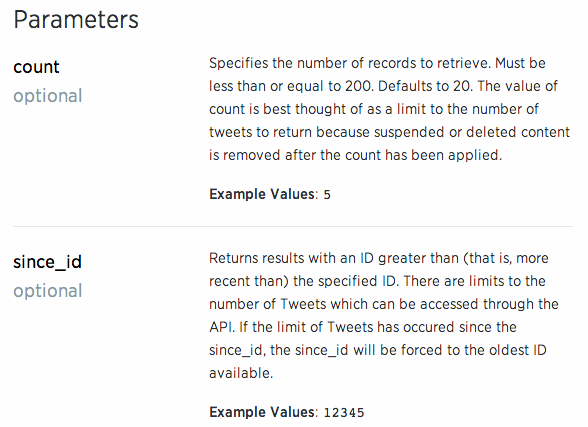 Parameters
count
optional
Specifies the number of records to retrieve. Must be
less than or equal to 200. Defaults to 20. The value of
count is best thought of as a limit to the number of
tweets to return because suspended or deleted content
is removed after the count has been applied.
Example Values: 5
since_id
optional
Returns results with an ID greater than (that is, more
recent than) the specified ID. There are limits to the
number of Tweets which can be accessed through the
API. If the limit of Tweets has occured since the
since_id, the since_id will be forced to the oldest ID
available.
Example Values: 12345